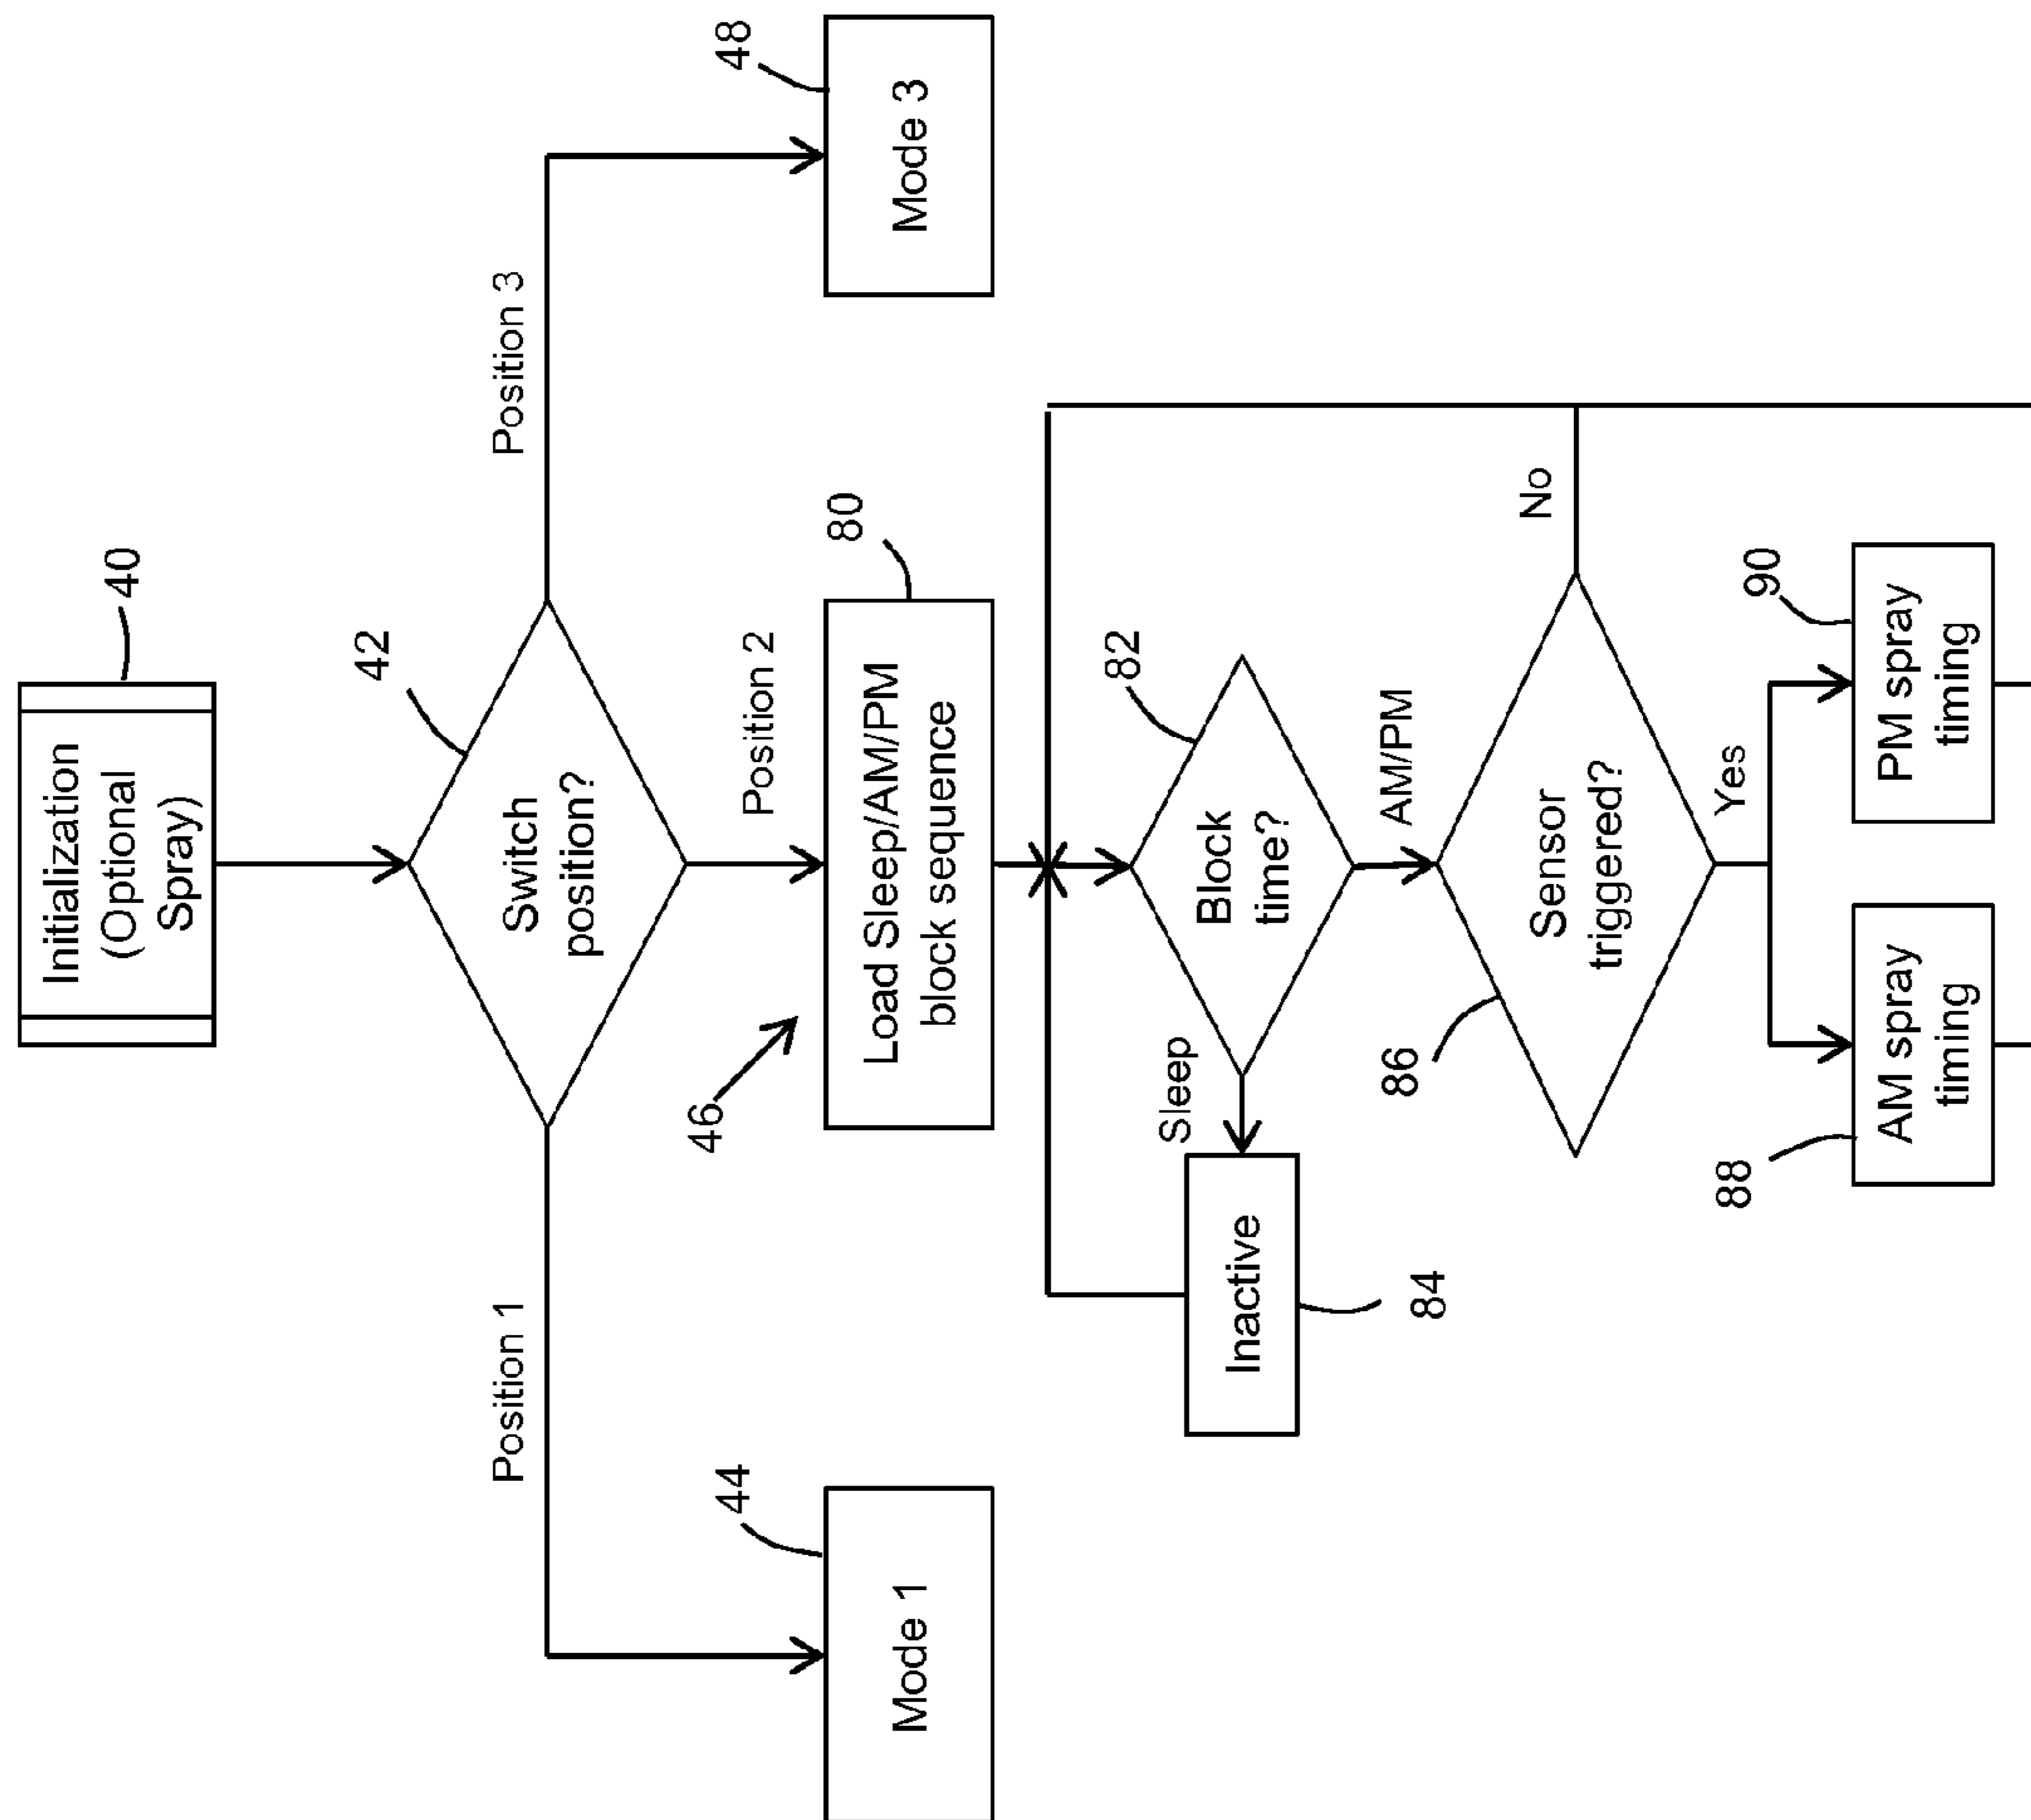 40
Initialization
(Optional
Spray)
42
Switch
position?
Position 1
Position 2
Position 3
44
Mode 1
46
80
Load Sleep/AM/PM
block sequence
48
Mode 3
82
Block
time?
Sleep
AM/PM
Inactive
84
86
Sensor
triggered?
No
Yes
88
AM spray
timing
90
PM spray
timing